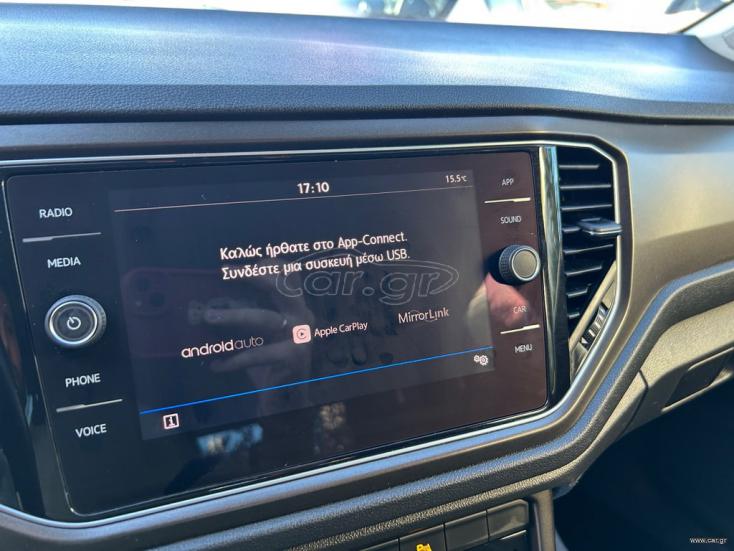 17:10
15.5°C
RADIO
MEDIA
PHONE
VOICE
Καλώς ήρθατε στο App-Connect.
Συνδέστε μια συσκευή μέσω USB.
Car.gr
androidauto
Apple CarPlay
MirrorLink
APP
SOUND
CAR
MENU
www.car.gr